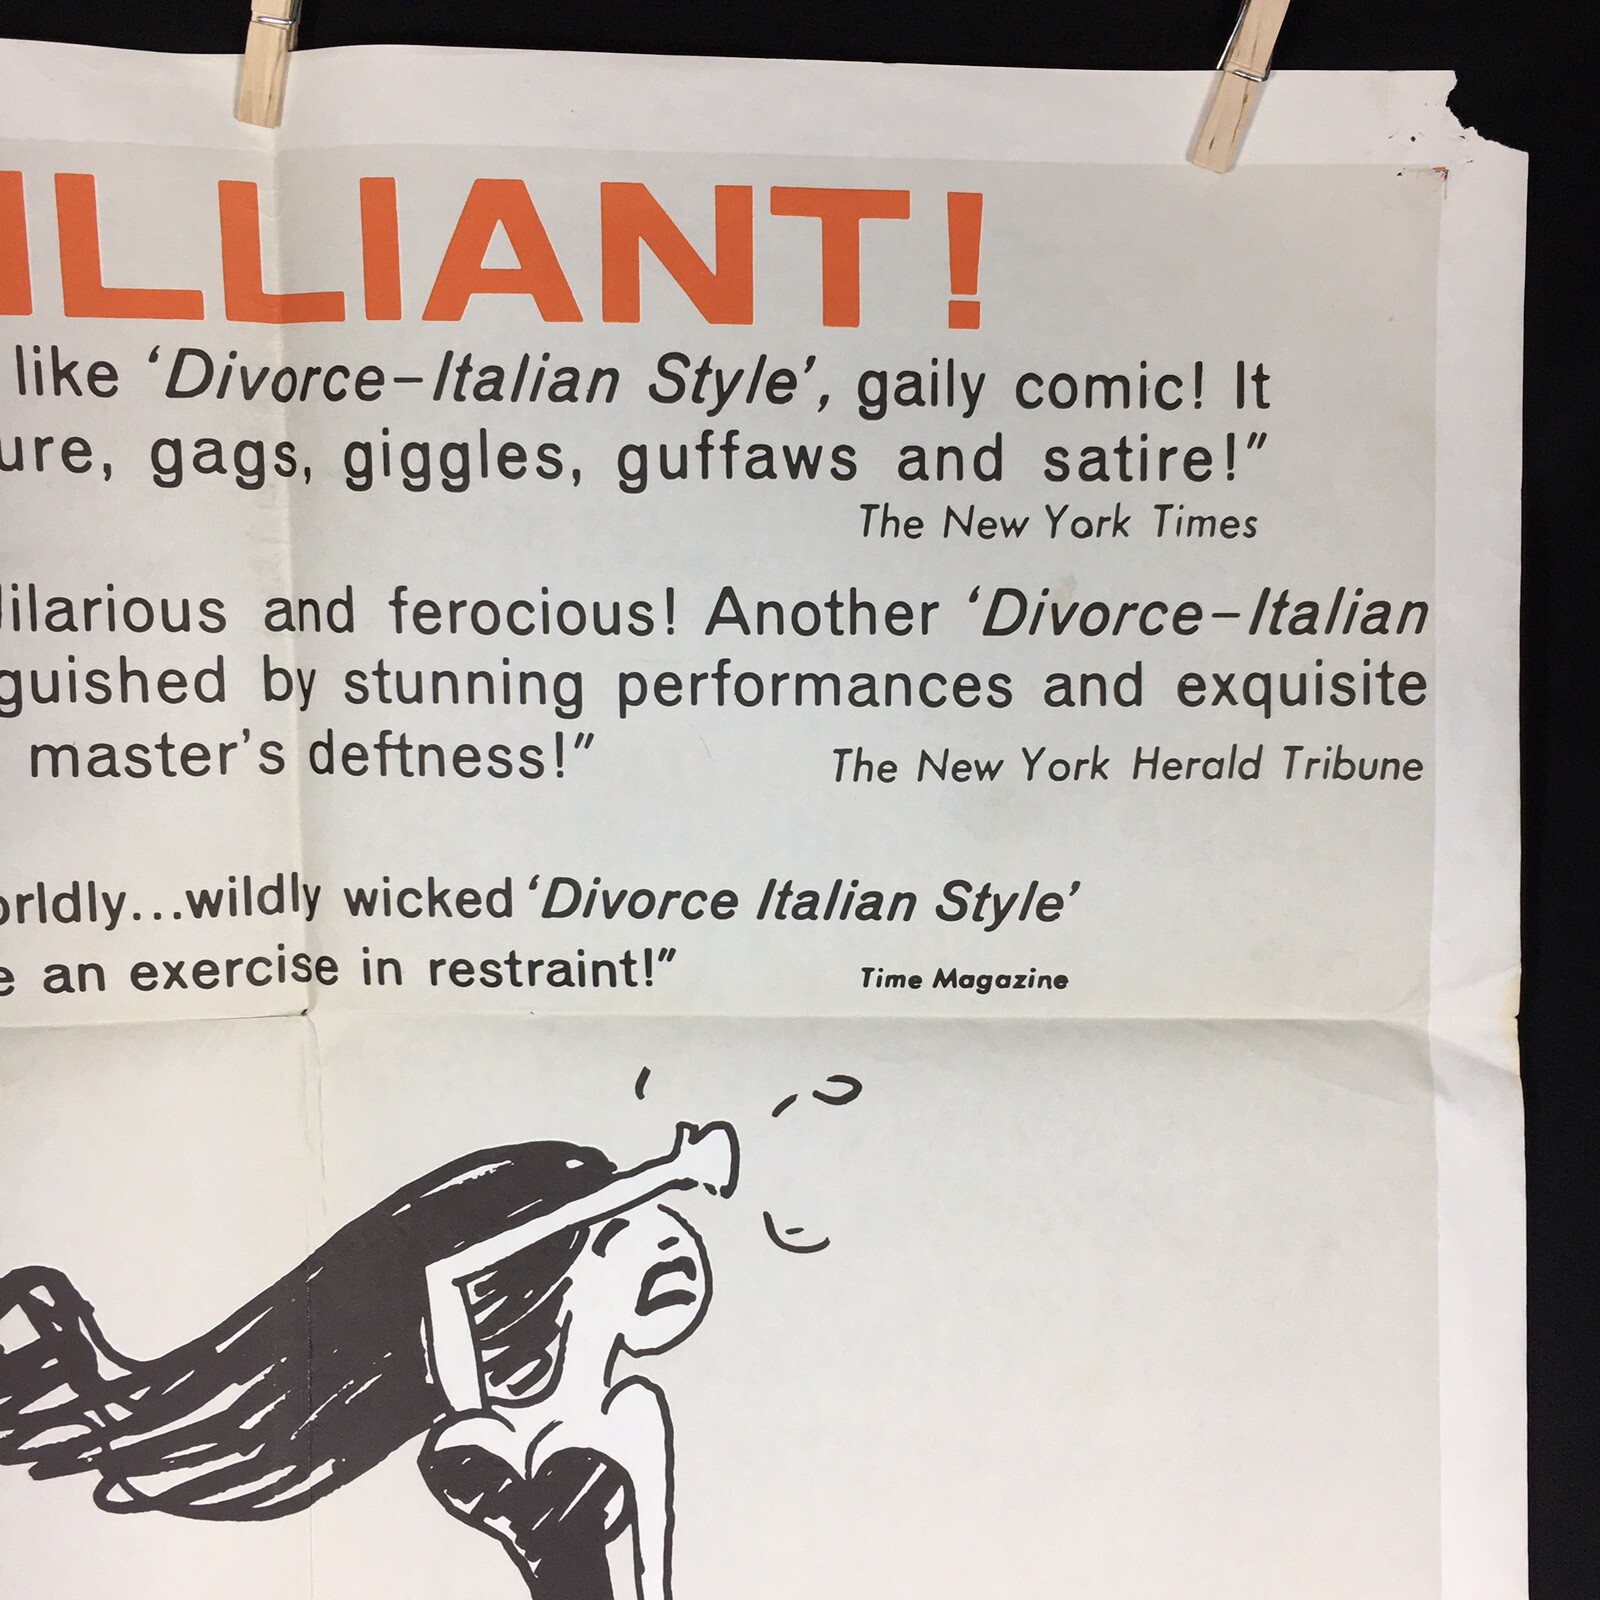 ILLIANT!
like ‘Divorce–Italian Style’, gaily comic! It
ure, gags, giggles, guffaws and satire!”
The New York Times
ilarious and ferocious! Another ‘Divorce–Italian
guished by stunning performances and exquisite
master’s deftness!”
The New York Herald Tribune
orldly...wildly wicked ‘Divorce Italian Style’
e an exercise in restraint!”
Time Magazine